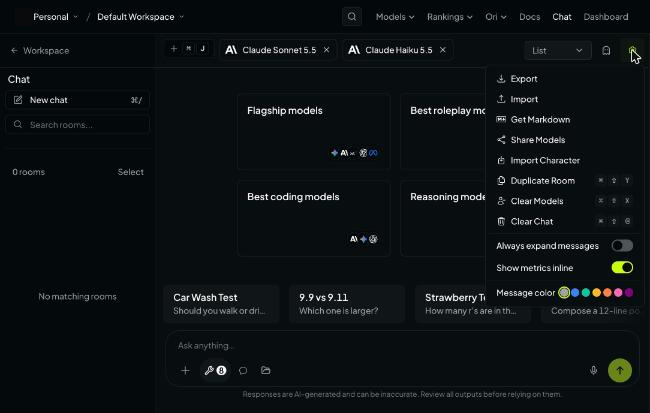 Personal / Default Workspace
Models Rankings Ori Docs Chat Dashboard
Workspace
+ M J
Claude Sonnet 5.5
Claude Haiku 5.5
List
Chat
New chat ⌘/
Search rooms...
0 rooms Select
No matching rooms
Flagship models
Best roleplay mo
Best coding models
Reasoning mode
Export
Import
Get Markdown
Share Models
Import Character
Duplicate Room ⌘ ⇧ Y
Clear Models ⌘ ⇧ X
Clear Chat ⌘ ⇧ @
Always expand messages
Show metrics inline
Message color
Car Wash Test
Should you walk or dri...
9.9 vs 9.11
Which one is larger?
Strawberry T
How many r's are in th...
Compose a 12-line po
Ask anything...
8
Responses are AI-generated and can be inaccurate. Review all outputs before relying on them.